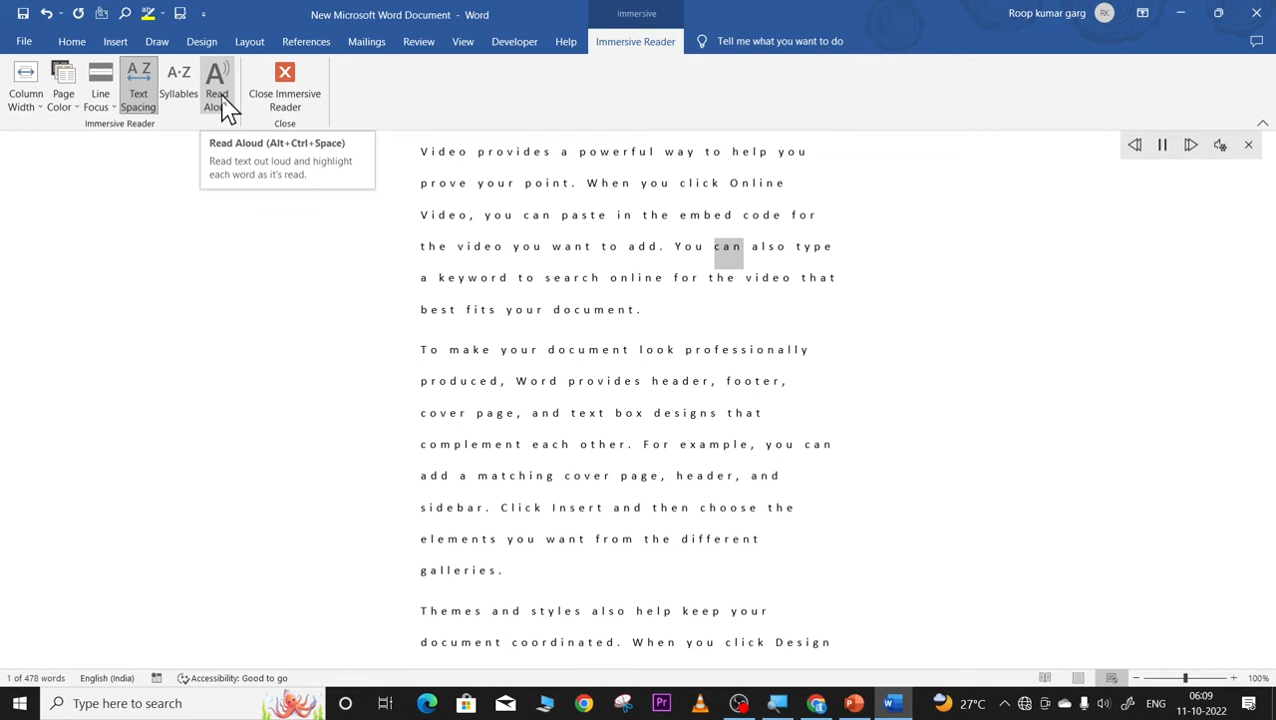 New Microsoft Word Document - Word
Immersive
Roop kumar garg
RK
File
Home
Insert
Draw
Design
Layout
References
Mailings
Review
View
Developer
Help
Immersive Reader
Tell me what you want to do
Column Width
Page Color
Line Focus
Text Spacing
Syllables
Read
Close Immersive Reader
Immersive Reader
Close
Read Aloud (Alt+Ctrl+Space)
Read text out loud and highlight
each word as it's read.
Video provides a powerful way to help you
prove your point. When you click Online
Video, you can paste in the embed code for
the video you want to add. You can also type
a keyword to search online for the video that
best fits your document.
To make your document look professionally
produced, Word provides header, footer,
cover page, and text box designs that
complement each other. For example, you can
add a matching cover page, header, and
sidebar. Click Insert and then choose the
elements you want from the different
galleries.
Themes and styles also help keep your
document coordinated. When you click Design
1 of 478 words
English (India)
Accessibility: Good to go
100%
Type here to search
27°C
ENG
06:09
11-10-2022